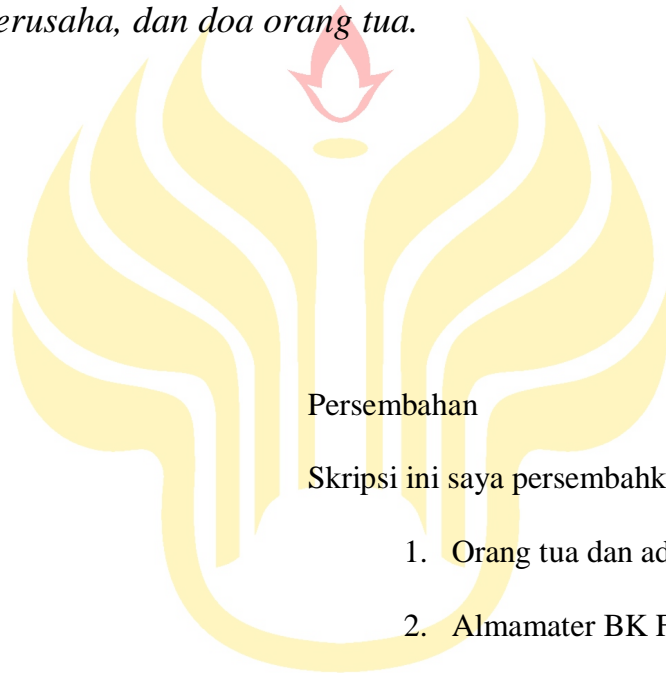 erusaha, dan doa orang tua.
Persembahan
Skripsi ini saya persembahk
1. Orang tua dan ad
2. Almamater BK F